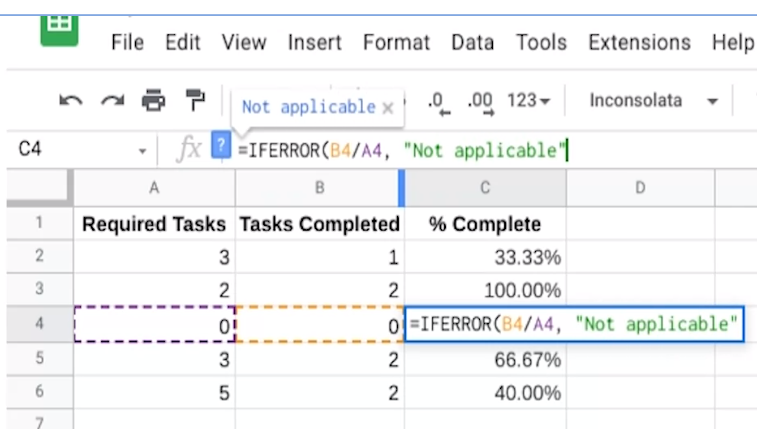 File Edit View Insert Format Data Tools Extensions Help
Not applicable ×
.0 .00 123 Inconsolata
C4 fx ? =IFERROR(B4/A4, "Not applicable"
A B C D
1 Required Tasks Tasks Completed % Complete
2 3 1 33.33%
3 2 2 100.00%
4 0 0 =IFERROR(B4/A4, "Not applicable"
5 3 2 66.67%
6 5 2 40.00%
7